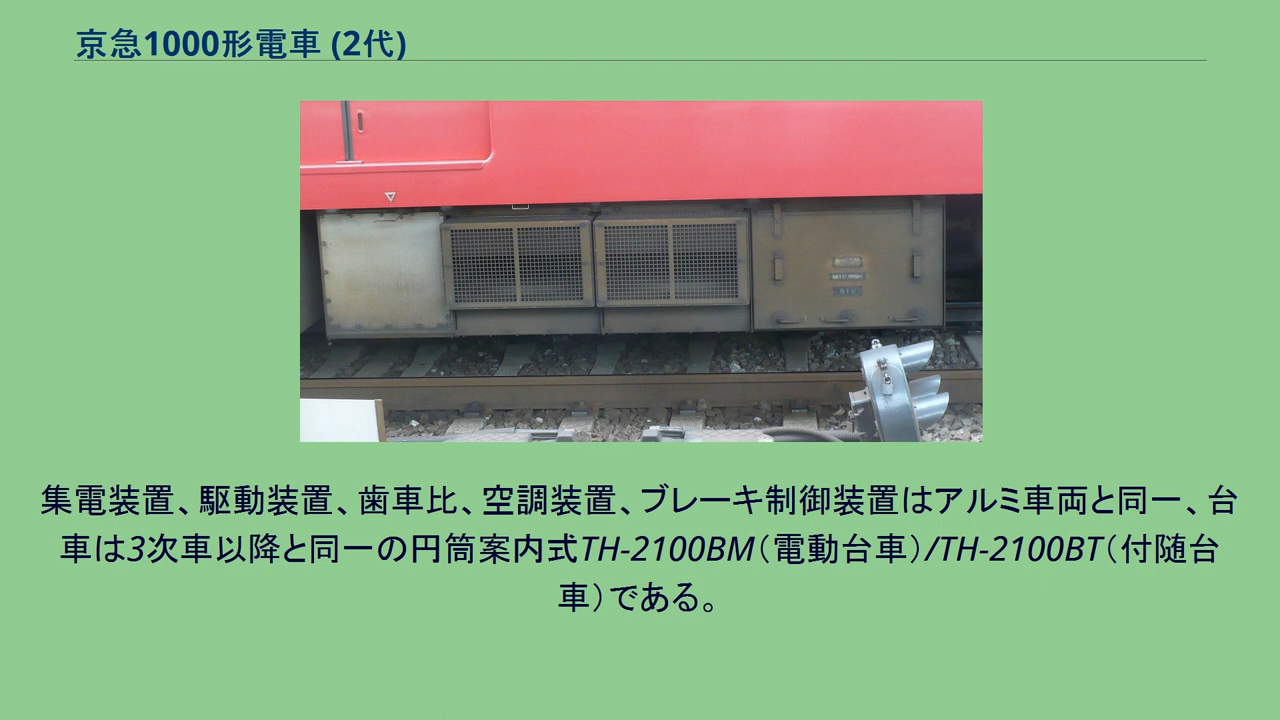 京急1000形電車 (2代)
SIV
集電装置、駆動装置、歯車比、空調装置、ブレーキ制御装置はアルミ車両と同一、台
車は3次車以降と同一の円筒案内式TH-2100BM（電動台車）/TH-2100BT（付随台
車）である。